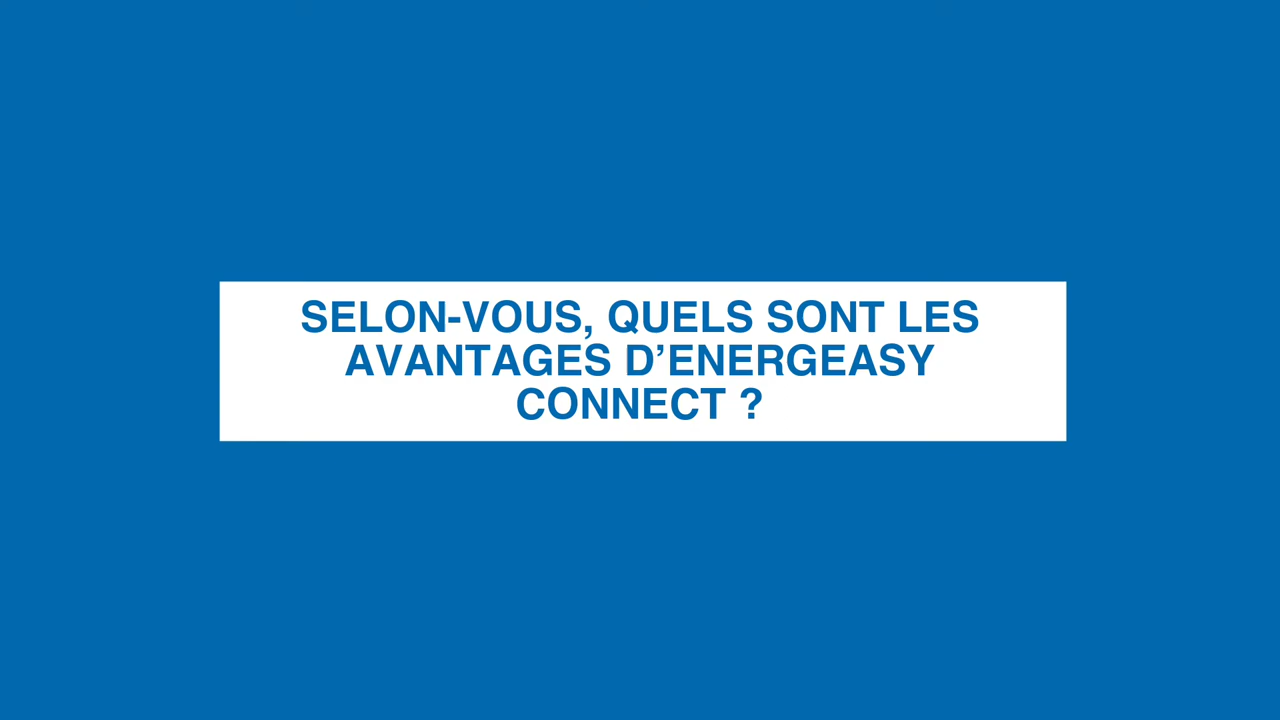 SELON-VOUS, QUELS SONT LES
AVANTAGES D’ENERGEASY
CONNECT ?